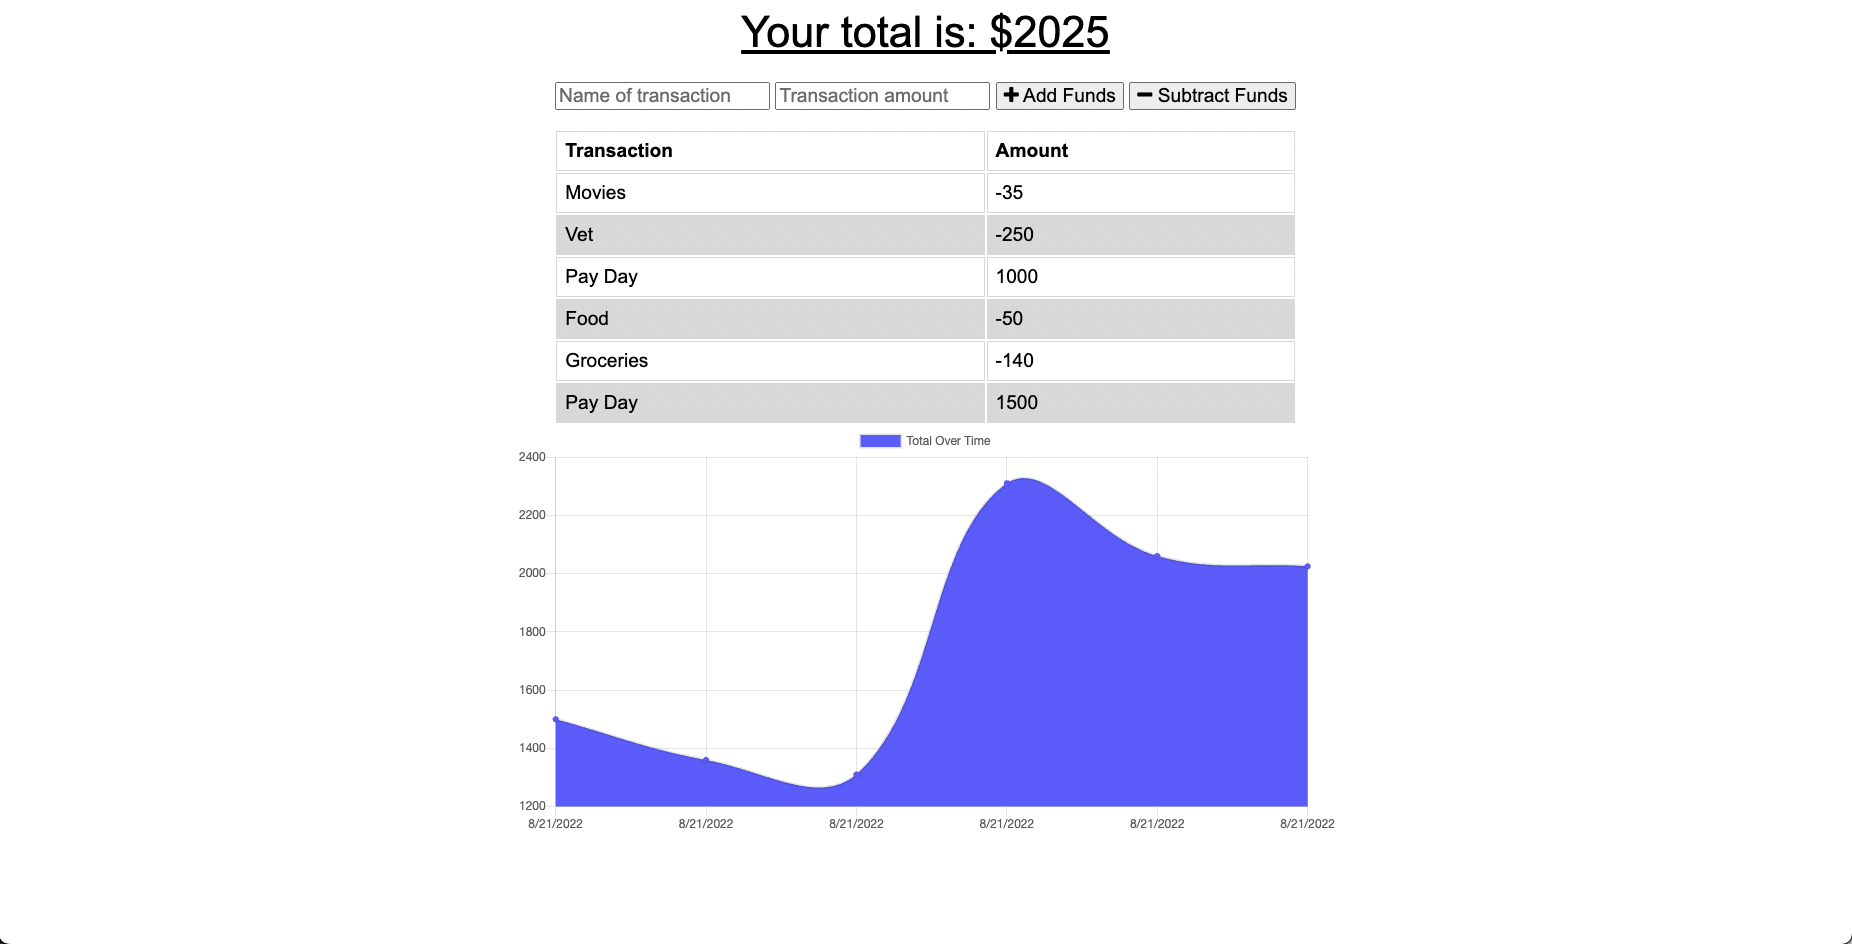 Your total is: $2025
Name of transaction Transaction amount Add Funds Subtract Funds
Transaction Amount
Movies -35
Vet -250
Pay Day 1000
Food -50
Groceries -140
Pay Day 1500
Total Over Time
2400
2200
2000
1800
1600
1400
1200
8/21/2022 8/21/2022 8/21/2022 8/21/2022 8/21/2022 8/21/2022